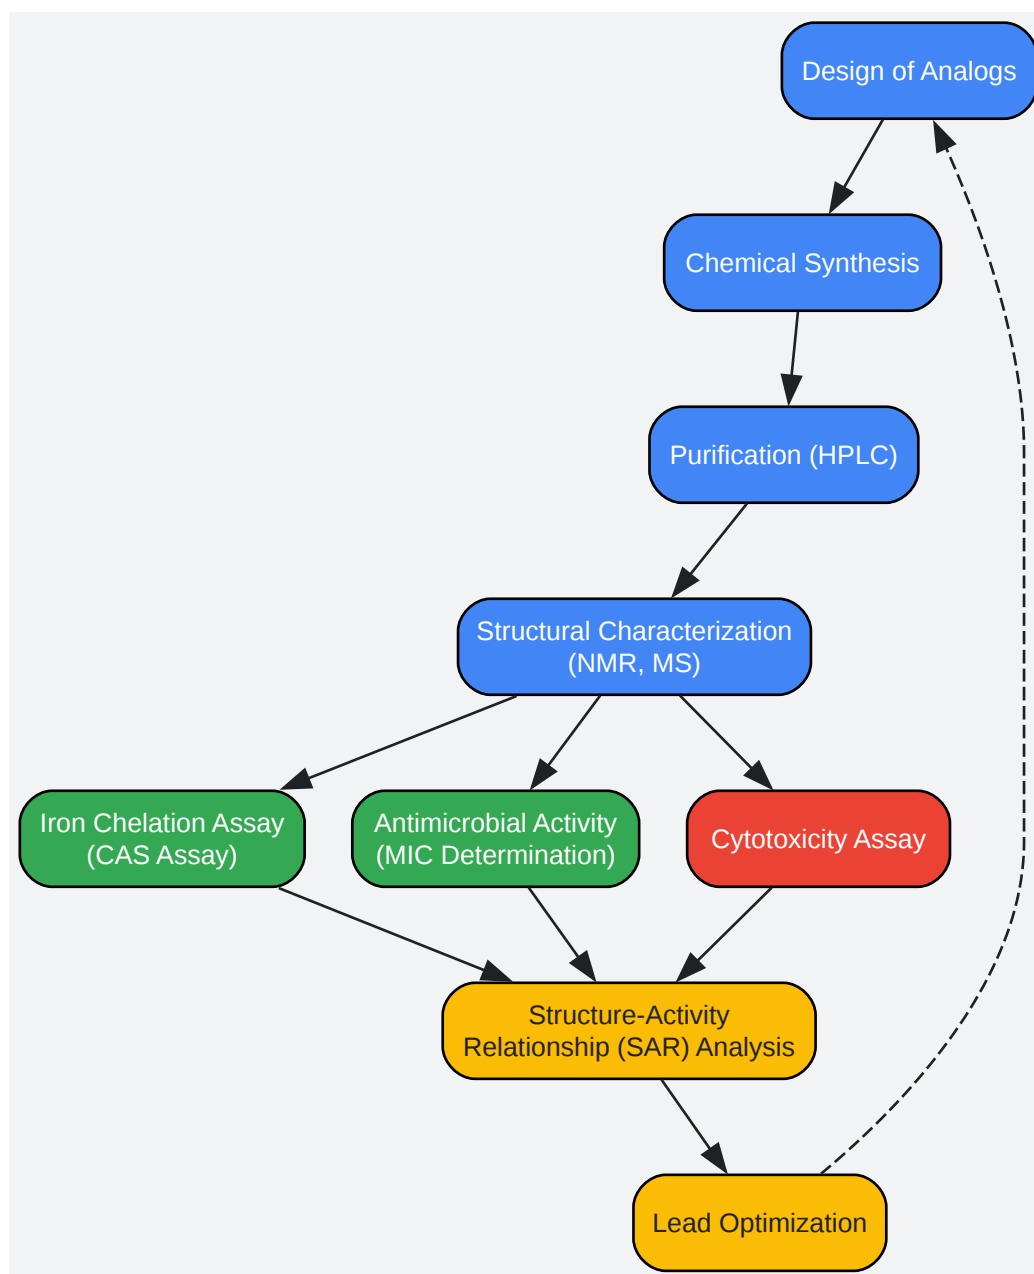 Design of Analogs
Chemical Synthesis
Purification (HPLC)
Structural Characterization
(NMR, MS)
Iron Chelation Assay
(CAS Assay)
Antimicrobial Activity
(MIC Determination)
Cytotoxicity Assay
Structure-Activity
Relationship (SAR) Analysis
Lead Optimization